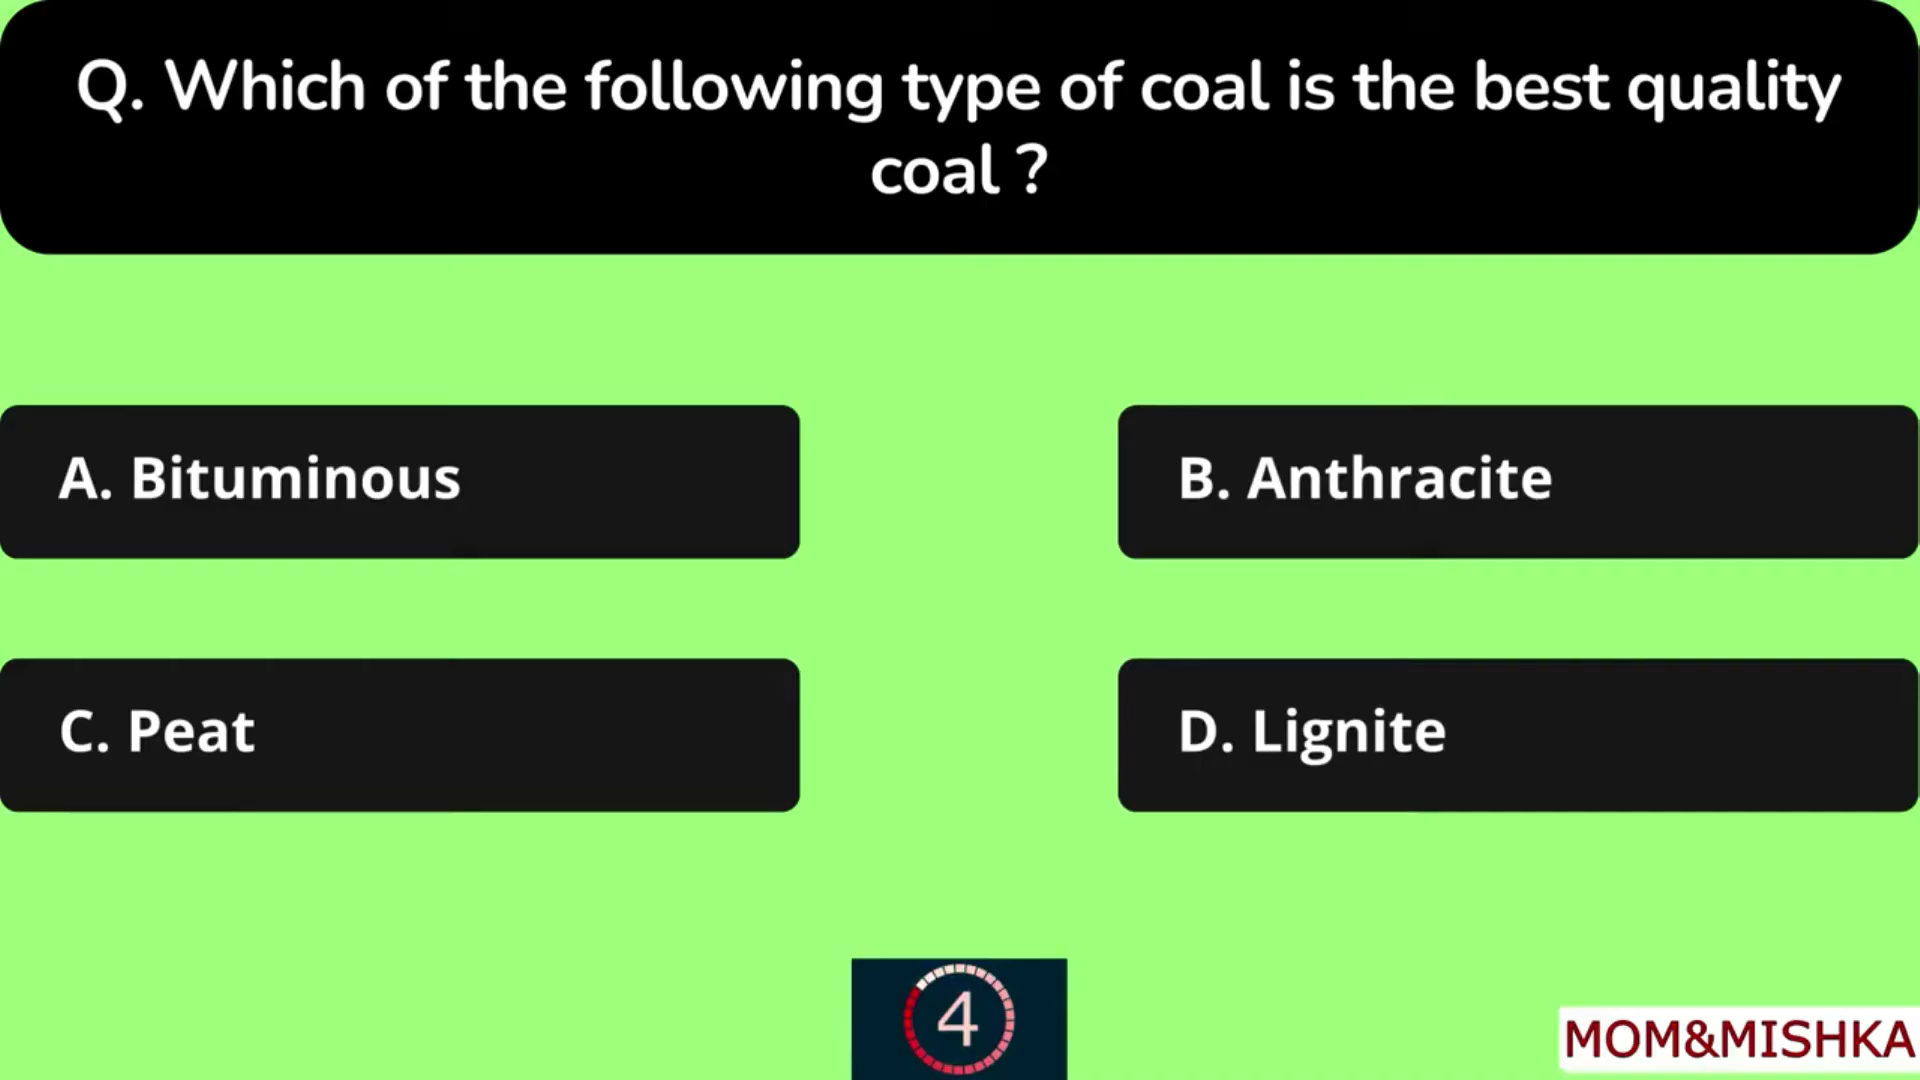 Q. Which of the following type of coal is the best quality
coal ?
A. Bituminous
B. Anthracite
C. Peat
D. Lignite
4
MOM&MISHKA